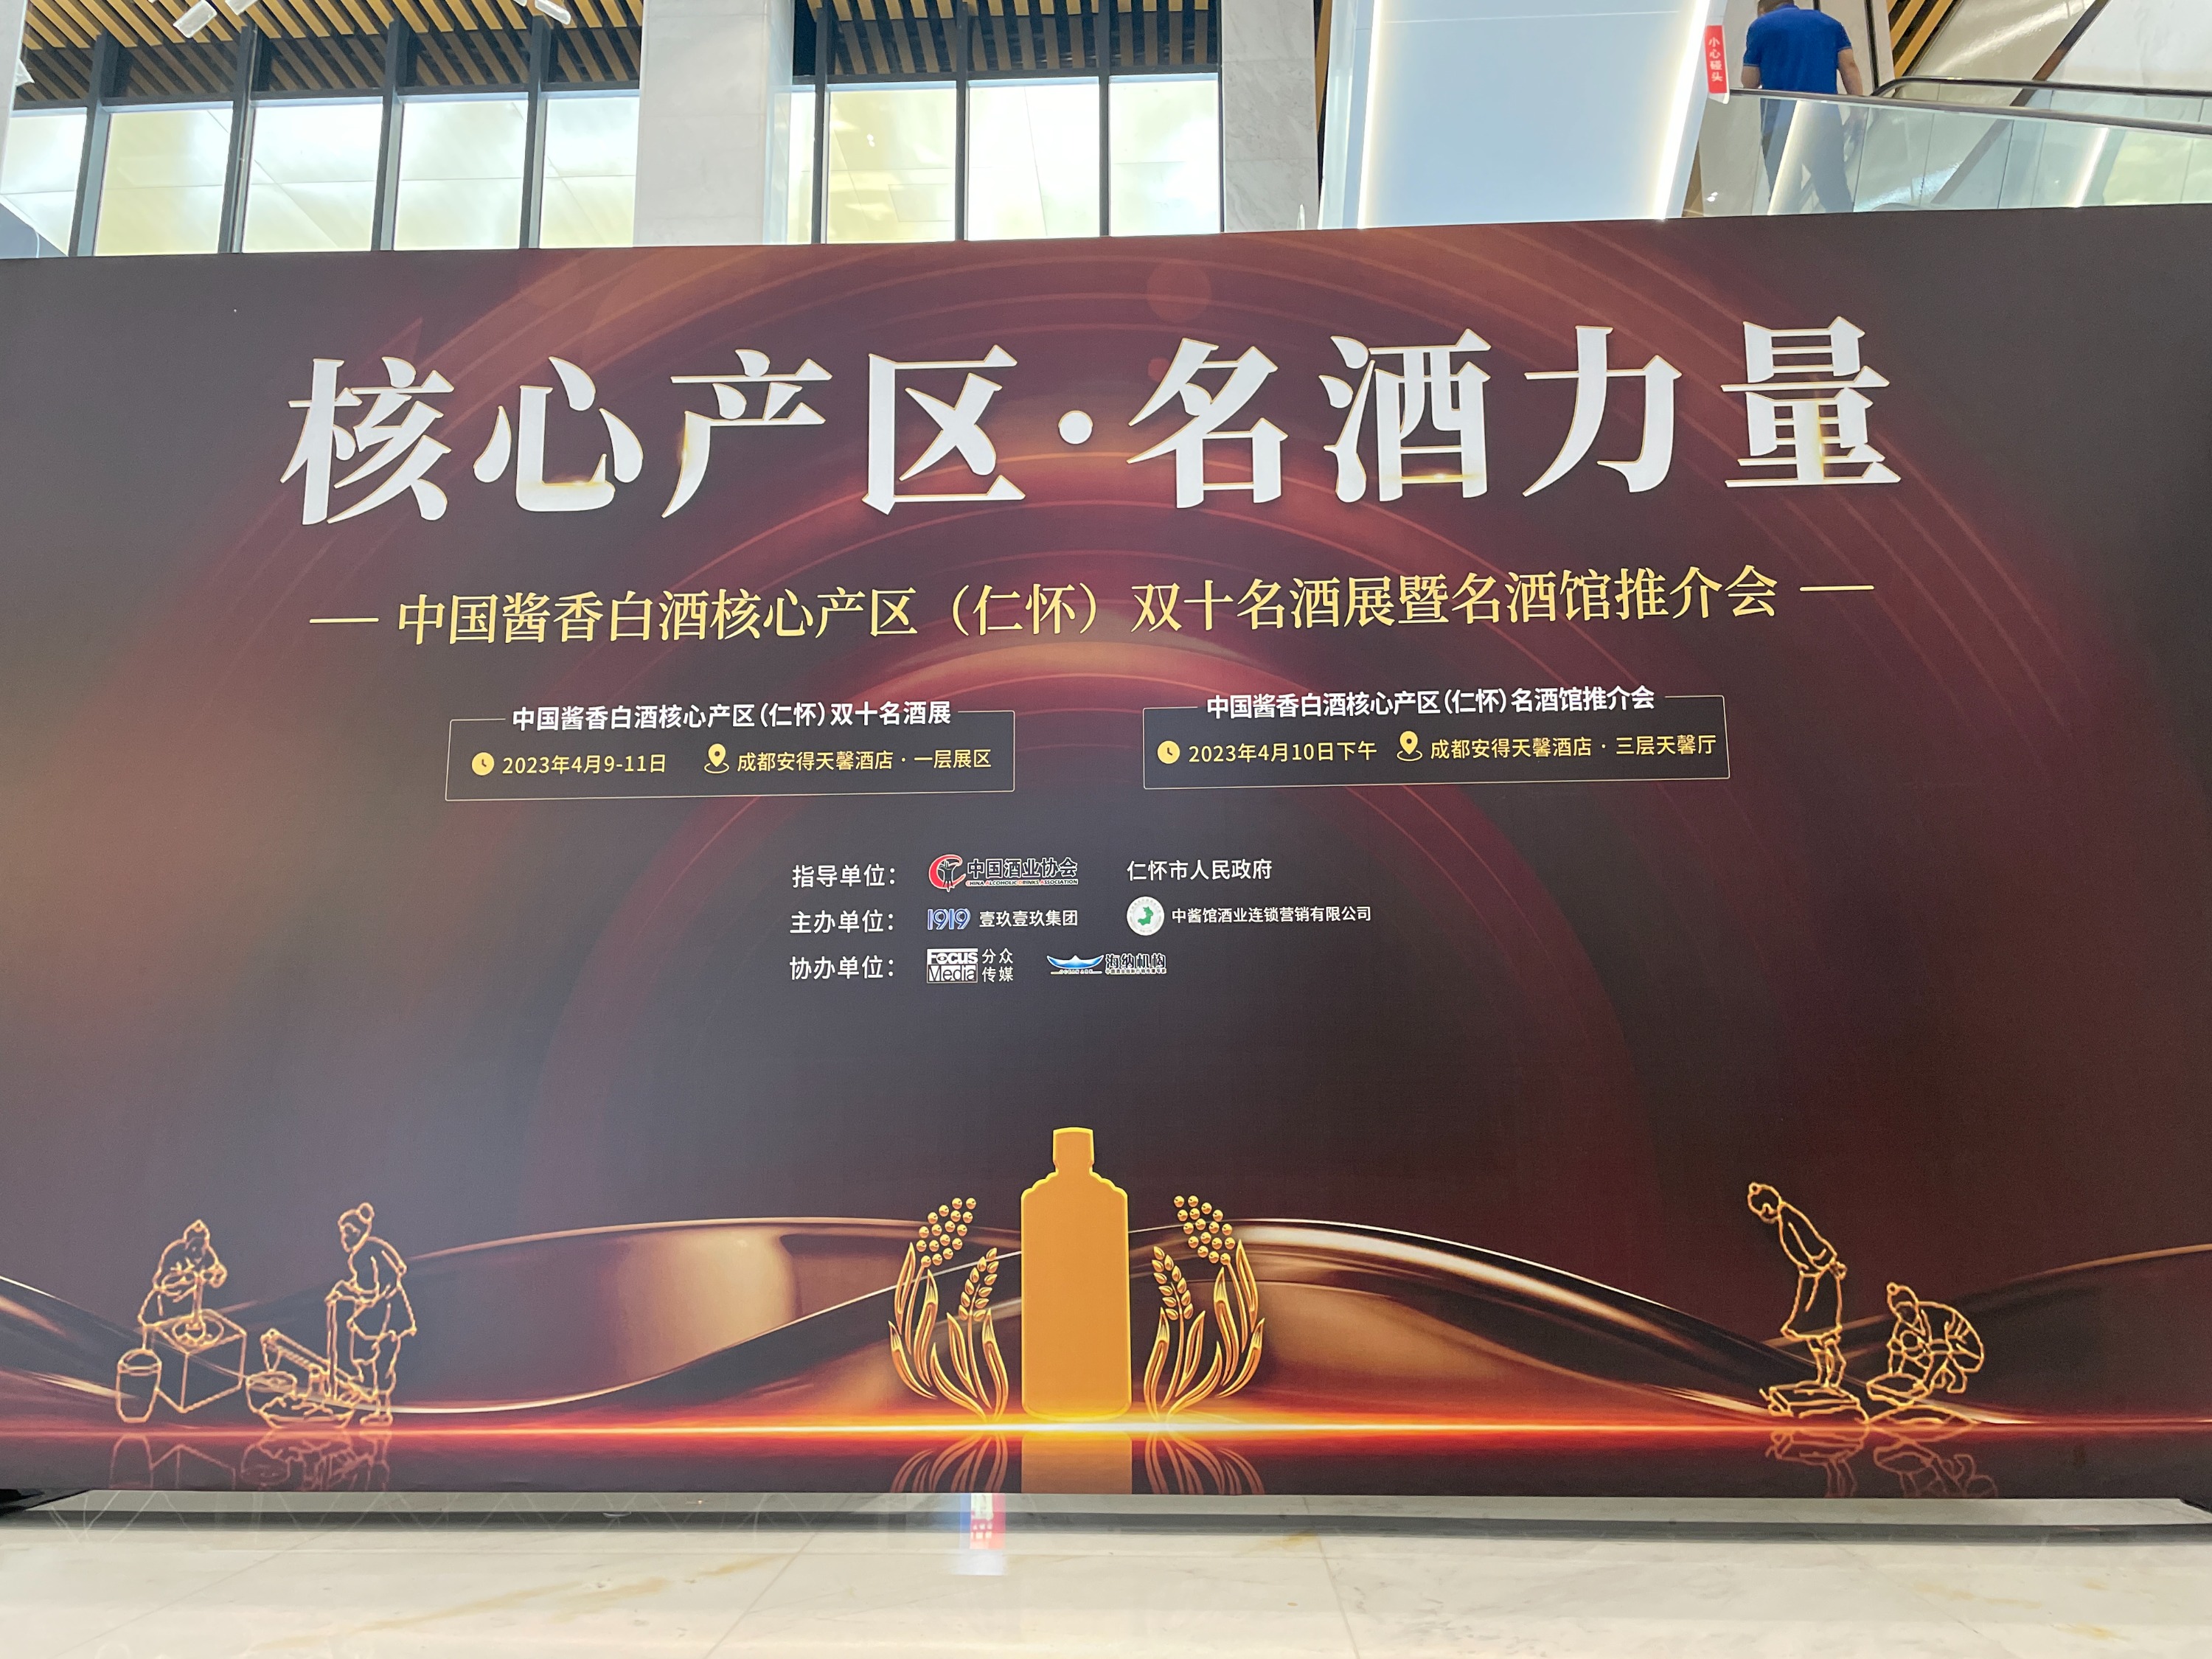 小心碰头
核心产区·名酒力量
— 中国酱香白酒核心产区（仁怀）双十名酒展暨名酒馆推介会 —
中国酱香白酒核心产区（仁怀）双十名酒展
2023年4月9-11日 成都安得天馨酒店·一层展区
中国酱香白酒核心产区（仁怀）名酒馆推介会
2023年4月10日下午 成都安得天馨酒店·三层天馨厅
指导单位： 中国酒业协会 CHINA ALCOHOLIC DRINKS ASSOCIATION 仁怀市人民政府
主办单位： 1919 壹玖壹玖集团 中酱馆酒业连锁营销有限公司
协办单位： Focus Media 分众传媒 海纳机构